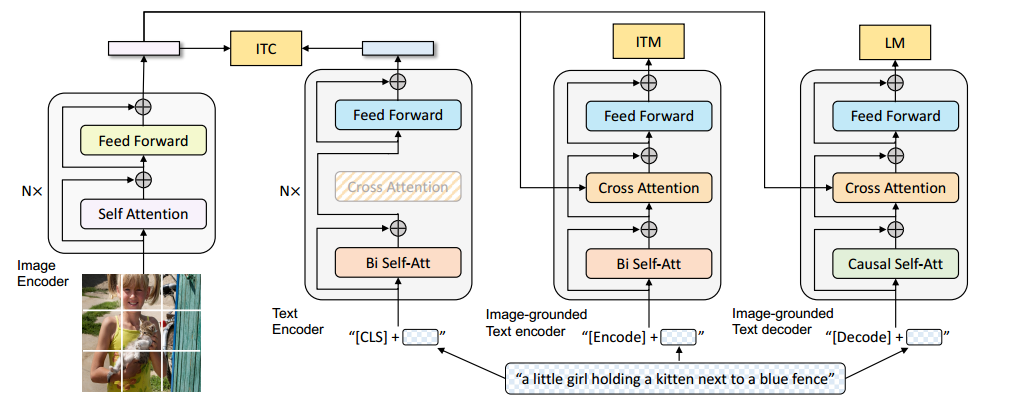 ITC
ITM
LM
Feed Forward
Self Attention
N×
Image
Encoder
Feed Forward
Cross Attention
Bi Self-Att
N×
Text
Encoder
"[CLS] + "
Feed Forward
Cross Attention
Bi Self-Att
Image-grounded
Text encoder
"[Encode] + "
Feed Forward
Cross Attention
Causal Self-Att
Image-grounded
Text decoder
"[Decode] + "
"a little girl holding a kitten next to a blue fence"